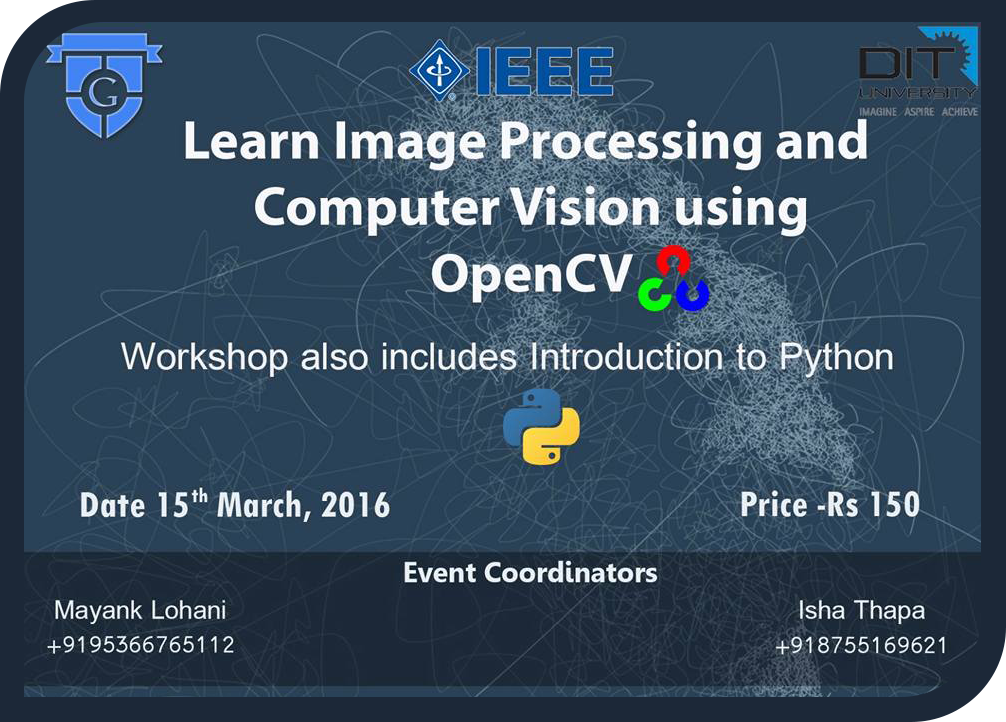 G
IEEE
DIT
UNIVERSITY
IMAGINE ASPIRE ACHIEVE
Learn Image Processing and
Computer Vision using
OpenCV
Workshop also includes Introduction to Python
Date 15th March, 2016
Price -Rs 150
Event Coordinators
Mayank Lohani
+9195366765112
Isha Thapa
+918755169621